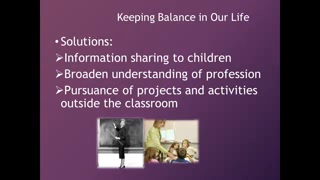 Keeping Balance in Our Life
•Solutions:
➢Information sharing to children
➢Broaden understanding of profession
➢Pursuance of projects and activities
outside the classroom